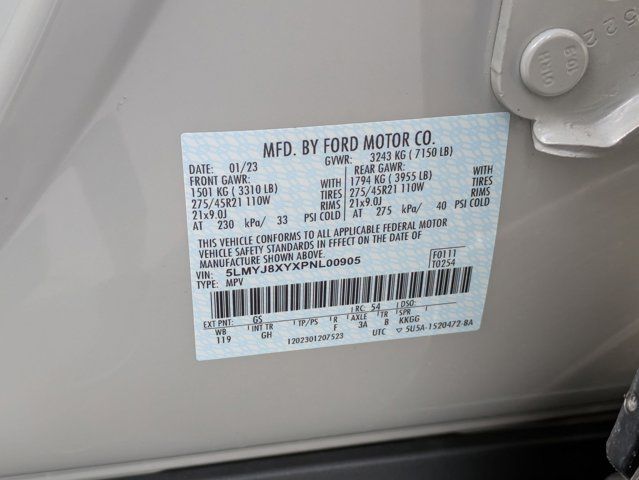 522
MFD. BY FORD MOTOR CO.
DATE: 01/23 GVWR: 3243 KG ( 7150 LB)
FRONT GAWR: REAR GAWR:
1501 KG ( 3310 LB) WITH 1794 KG ( 3955 LB) WITH
275/45R21 110W TIRES 275/45R21 110W TIRES
21x9.0J RIMS 21x9.0J RIMS
AT 230 kPa/ 33 PSI COLD AT 275 kPa/ 40 PSI COLD
THIS VEHICLE CONFORMS TO ALL APPLICABLE FEDERAL MOTOR
VEHICLE SAFETY STANDARDS IN EFFECT ON THE DATE OF
MANUFACTURE SHOWN ABOVE.
VIN: 5LMYJ8XYXPNL00905 F0111
TYPE: MPV T0254
EXT PNT: GS RC: 54 DSO:
WB INT TR TP/PS R AXLE TR SPR
119 GH F 3A B KKGG
1202301207523 UTC 5U5A-1520472-BA